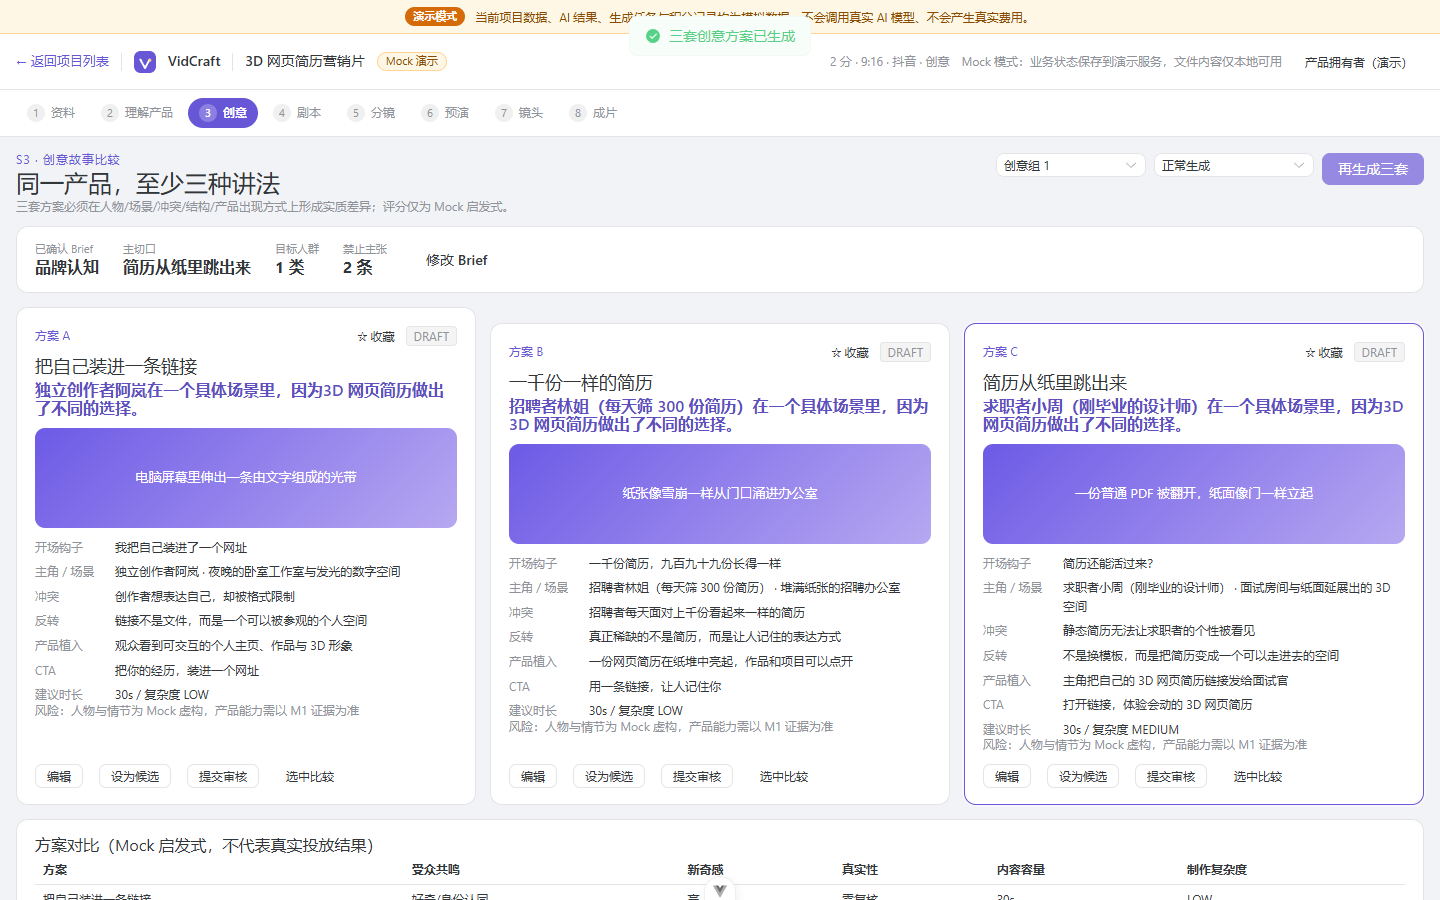 演示模式 当前项目数据、AI 结果、生成任务与积分记录均为模拟数据，不会调用真实 AI 模型、不会产生真实费用。
三套创意方案已生成
← 返回项目列表 VidCraft 3D 网页简历营销片 Mock 演示 2 分 · 9:16 · 抖音 · 创意 Mock 模式：业务状态保存到演示服务，文件内容仅本地可用 产品拥有者（演示）
1 资料 2 理解产品 3 创意 4 剧本 5 分镜 6 预演 7 镜头 8 成片
S3 · 创意故事比较
同一产品，至少三种讲法
三套方案必须在人物/场景/冲突/结构/产品出现方式上形成实质差异；评分仅为 Mock 启发式。
创意组 1 正常生成 再生成三套
已确认 Brief 主切口 目标人群 禁止主张
品牌认知 简历从纸里跳出来 1 类 2 条 修改 Brief
方案 A ☆ 收藏 DRAFT
把自己装进一条链接
独立创作者阿岚在一个具体场景里，因为3D 网页简历做出
了不同的选择。
电脑屏幕里伸出一条由文字组成的光带
开场钩子 我把自己装进了一个网址
主角 / 场景 独立创作者阿岚 · 夜晚的卧室工作室与发光的数字空间
冲突 创作者想表达自己，却被格式限制
反转 链接不是文件，而是一个可以被参观的个人空间
产品植入 观众看到可交互的个人主页、作品与 3D 形象
CTA 把你的经历，装进一个网址
建议时长 30s / 复杂度 LOW
风险：人物与情节为 Mock 虚构，产品能力需以 M1 证据为准
编辑 设为候选 提交审核 选中比较
方案 B ☆ 收藏 DRAFT
一千份一样的简历
招聘者林姐（每天筛 300 份简历）在一个具体场景里，因为
3D 网页简历做出了不同的选择。
纸张像雪崩一样从门口涌进办公室
开场钩子 一千份简历，九百九十九份长得一样
主角 / 场景 招聘者林姐（每天筛 300 份简历） · 堆满纸张的招聘办公室
冲突 招聘者每天面对上千份看起来一样的简历
反转 真正稀缺的不是简历，而是让人记住的表达方式
产品植入 一份网页简历在纸堆中亮起，作品和项目可以点开
CTA 用一条链接，让人记住你
建议时长 30s / 复杂度 LOW
风险：人物与情节为 Mock 虚构，产品能力需以 M1 证据为准
编辑 设为候选 提交审核 选中比较
方案 C ☆ 收藏 DRAFT
简历从纸里跳出来
求职者小周（刚毕业的设计师）在一个具体场景里，因为3D
网页简历做出了不同的选择。
一份普通 PDF 被翻开，纸面像门一样立起
开场钩子 简历还能活过来？
主角 / 场景 求职者小周（刚毕业的设计师） · 面试房间与纸面延展出的 3D
空间
冲突 静态简历无法让求职者的个性被看见
反转 不是换模板，而是把简历变成一个可以走进去的空间
产品植入 主角把自己的 3D 网页简历链接发给面试官
CTA 打开链接，体验会动的 3D 网页简历
建议时长 30s / 复杂度 MEDIUM
风险：人物与情节为 Mock 虚构，产品能力需以 M1 证据为准
编辑 设为候选 提交审核 选中比较
方案对比（Mock 启发式，不代表真实投放结果）
方案 受众共鸣 新奇感 真实性 内容容量 制作复杂度
把自己装进一条链接 好奇/身份认同 高 需复核 30s LOW